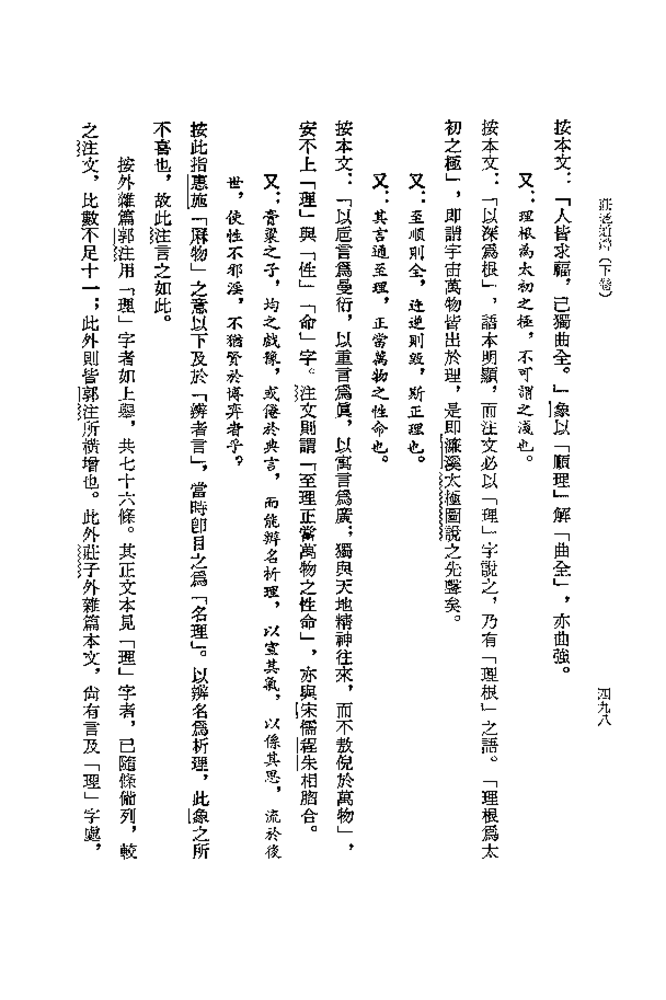 莊老通辨（下卷）
四九八
按本文：「人皆求福，己獨曲全。」象以「順理」解「曲全」，亦曲強。
又：理根為太初之極，不可謂之淺也。
按本文：「以深爲根」，語本明顯，而注文必以「理」字說之，乃有「理根」之語。「理根爲太
初之極」，即謂宇宙萬物皆出於理，是即濂溪太極圖說之先聲矣。
又：至順則全，迕逆則毀，斯正理也。
又：其言通至理，正當萬物之性命也。
按本文：「以巵言爲曼衍，以重言爲眞，以寓言爲廣；獨與天地精神往來，而不敖倪於萬物」，
安不上「理」與「性」「命」字。注文則謂「至理正當萬物之性命」，亦與宋儒程朱相脗合。
又：膏粱之子，均之戲豫，或倦於典言，而能辨名析理，以宣其氣，以係其思，流於後
世，使性不邪淫，不猶賢於博弈者乎？
按此指惠施「厤物」之意以下及於「辨者言」，當時卽目之爲「名理」。以辨名爲析理，此象之所
不喜也，故此注言之如此。
按外雜篇郭注用「理」字者如上舉，共七十六條。其正文本見「理」字者，已隨條備列，較
之注文，比數不足十一；此外則皆郭注所橫增也。此外莊子外雜篇本文，尙有言及「理」字處，